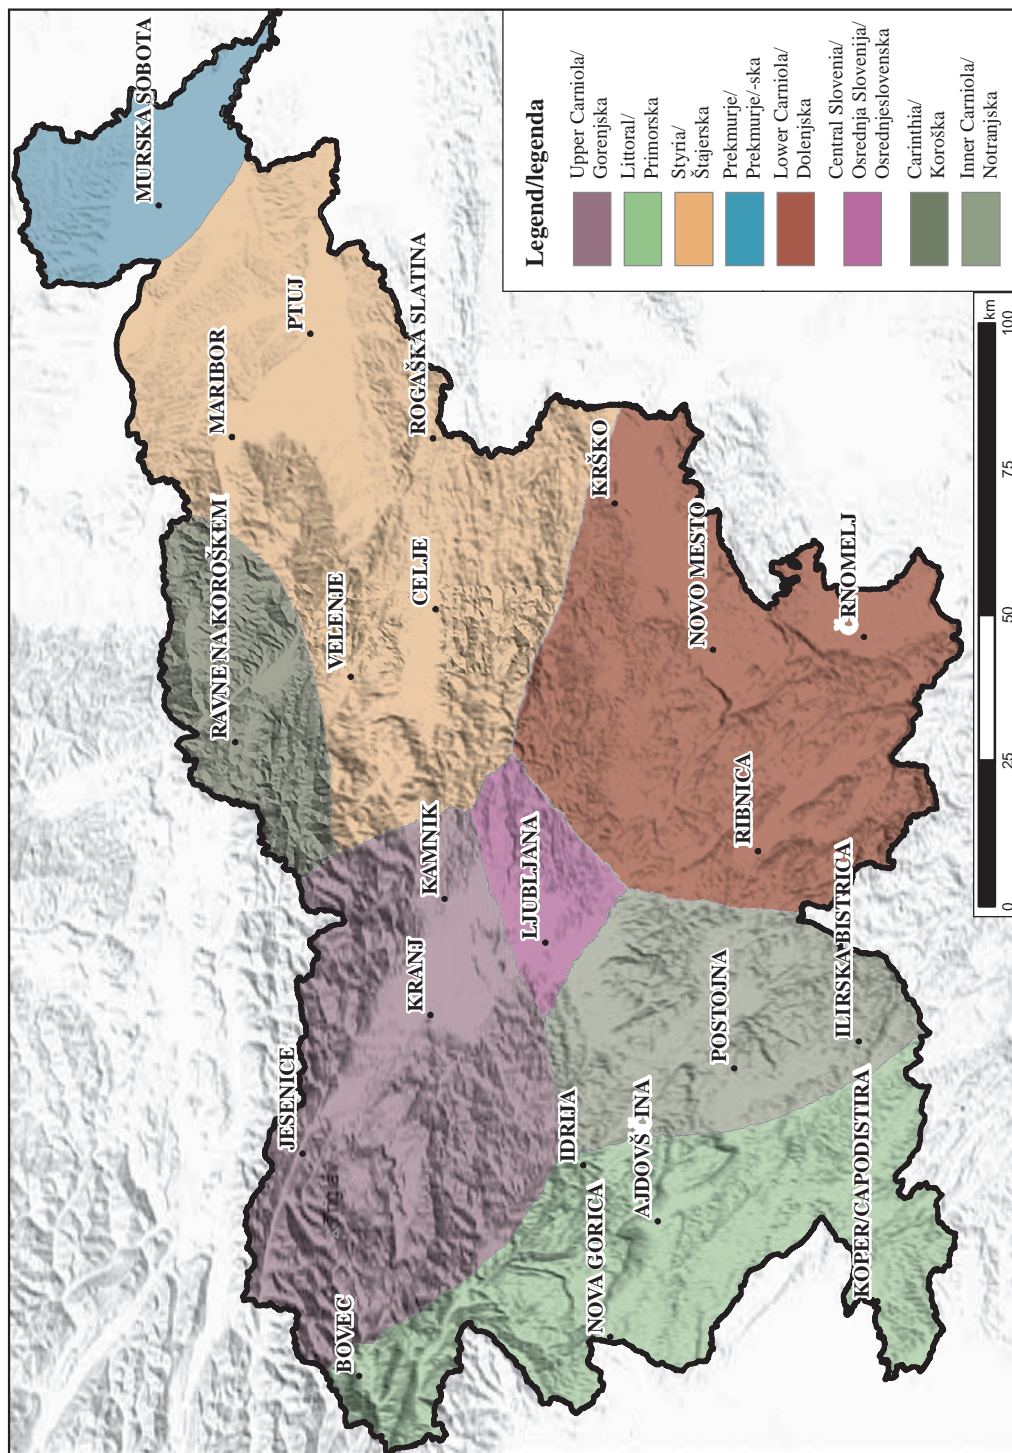 MURSKA SOBOTA
MARIBOR
PTUJ
RAVNE NA KOROŠKEM
ROGAŠKA SLATINA
VELENJE
CELJE
JESENICE
KAMNIK
KRANJ
BOVEC
LJUBLJANA
KRŠKO
IDRIJA
NOVO MESTO
NOVA GORICA
AJDOVŠČINA
POSTOJNA
RIBNICA
ČRNOMELJ
ILIRSKA BISTRICA
KOPER/CAPODISTIRA
Legend/legenda
Upper Carniola/
Gorenjska
Littoral/
Primorska
Styria/
Štajerska
Prekmurje/
Prekmurje/-ska
Lower Carniola/
Dolenjska
Central Slovenia/
Osrednja Slovenija/
Osrednjeslovenska
Carinthia/
Koroška
Inner Carniola/
Notranjska
0 25 50 75 100
km